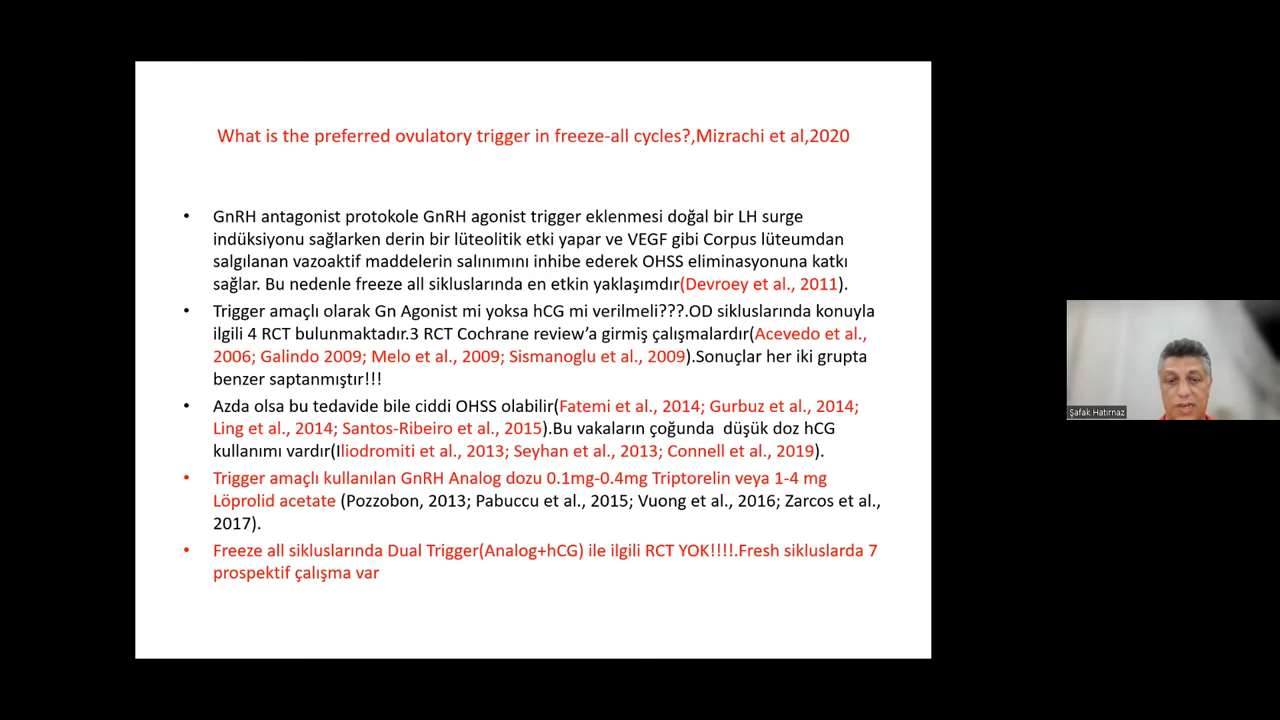 What is the preferred ovulatory trigger in freeze-all cycles?,Mizrachi et al,2020
• GnRH antagonist protokole GnRH agonist trigger eklenmesi doğal bir LH surge
indüksiyonu sağlarken derin bir lüteolitik etki yapar ve VEGF gibi Corpus lüteumdan
salgılanan vazoaktif maddelerin salınımını inhibe ederek OHSS eliminasyonuna katkı
sağlar. Bu nedenle freeze all sikluslarında en etkin yaklaşımdır(Devroey et al., 2011).
• Trigger amaçlı olarak Gn Agonist mi yoksa hCG mi verilmeli???.OD sikluslarında konuyla
ilgili 4 RCT bulunmaktadır.3 RCT Cochrane review’a girmiş çalışmalardır(Acevedo et al.,
2006; Galindo 2009; Melo et al., 2009; Sismanoglu et al., 2009).Sonuçlar her iki grupta
benzer saptanmıştır!!!
• Azda olsa bu tedavide bile ciddi OHSS olabilir(Fatemi et al., 2014; Gurbuz et al., 2014;
Ling et al., 2014; Santos-Ribeiro et al., 2015).Bu vakaların çoğunda düşük doz hCG
kullanımı vardır(Iliodromiti et al., 2013; Seyhan et al., 2013; Connell et al., 2019).
• Trigger amaçlı kullanılan GnRH Analog dozu 0.1mg-0.4mg Triptorelin veya 1-4 mg
Löprolid acetate (Pozzobon, 2013; Pabuccu et al., 2015; Vuong et al., 2016; Zarcos et al.,
2017).
• Freeze all sikluslarında Dual Trigger(Analog+hCG) ile ilgili RCT YOK!!!!.Fresh sikluslarda 7
prospektif çalışma var
Şafak Hatırnaz